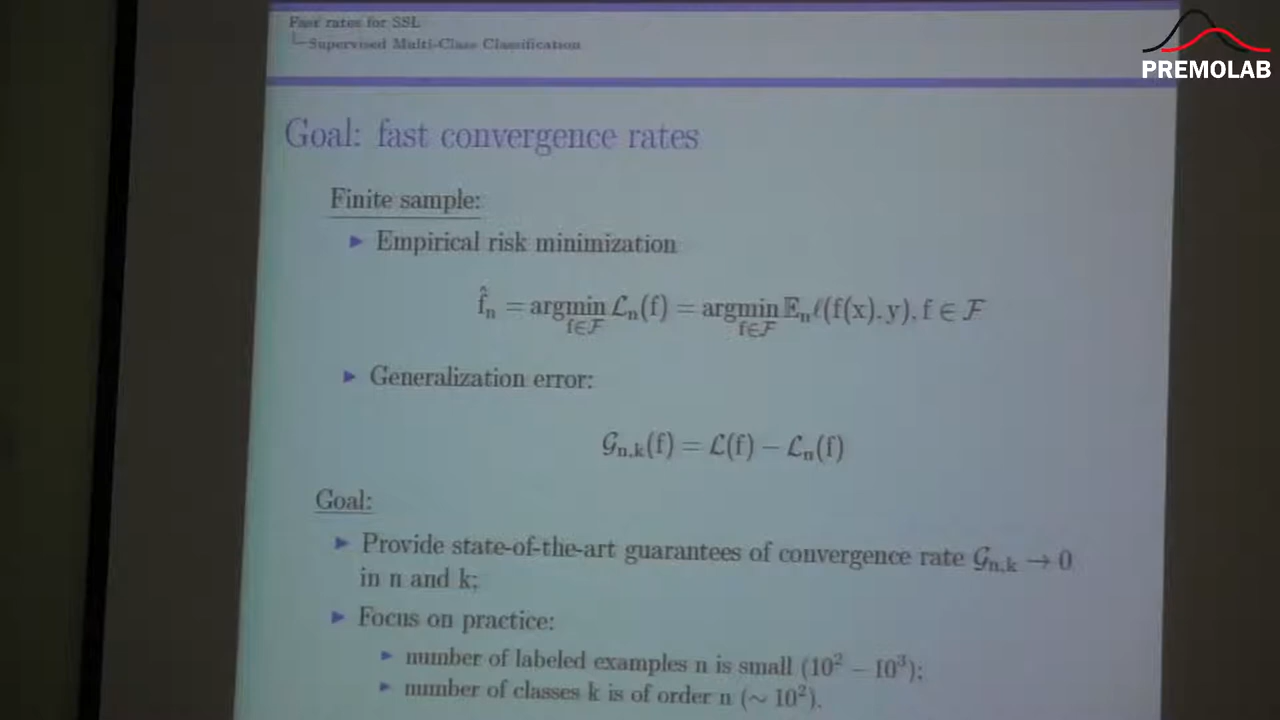 Fast rates for SSL
Supervised Multi-Class Classification
PREMOLAB
Goal: fast convergence rates
Finite sample:
Empirical risk minimization
f̂ₙ = argmin 𝓛ₙ(f) = argmin 𝔼ₙℓ(f(x), y), f ∈ 𝓕
f∈𝓕 f∈𝓕
Generalization error:
𝒢ₙ,ₖ(f) = 𝓛(f) − 𝓛ₙ(f)
Goal:
Provide state-of-the-art guarantees of convergence rate 𝒢ₙ,ₖ → 0
in n and k;
Focus on practice:
number of labeled examples n is small (10² − 10³);
number of classes k is of order n (∼ 10²).